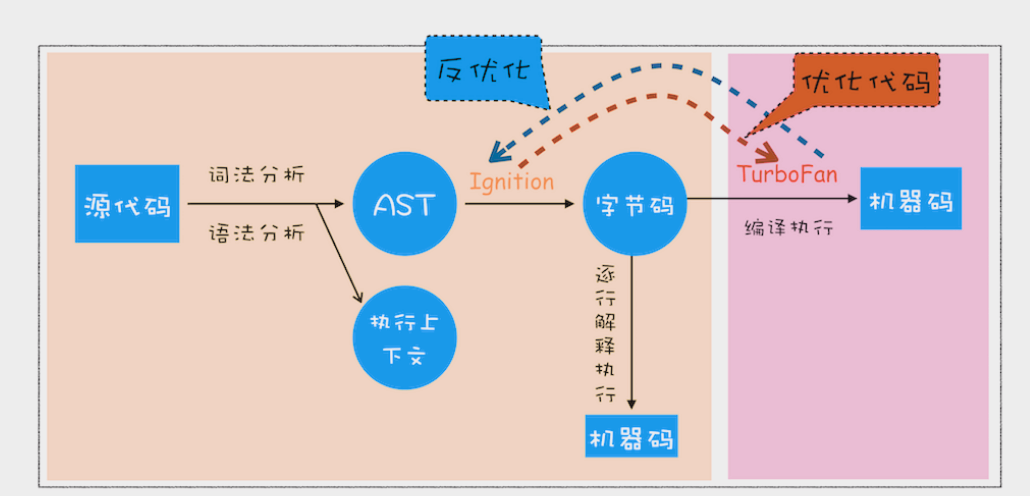 反优化
优化代码
源代码
词法分析
语法分析
AST
Ignition
字节码
TurboFan
编译执行
机器码
执行上
下文
逐
行
解
释
执
行
机器码